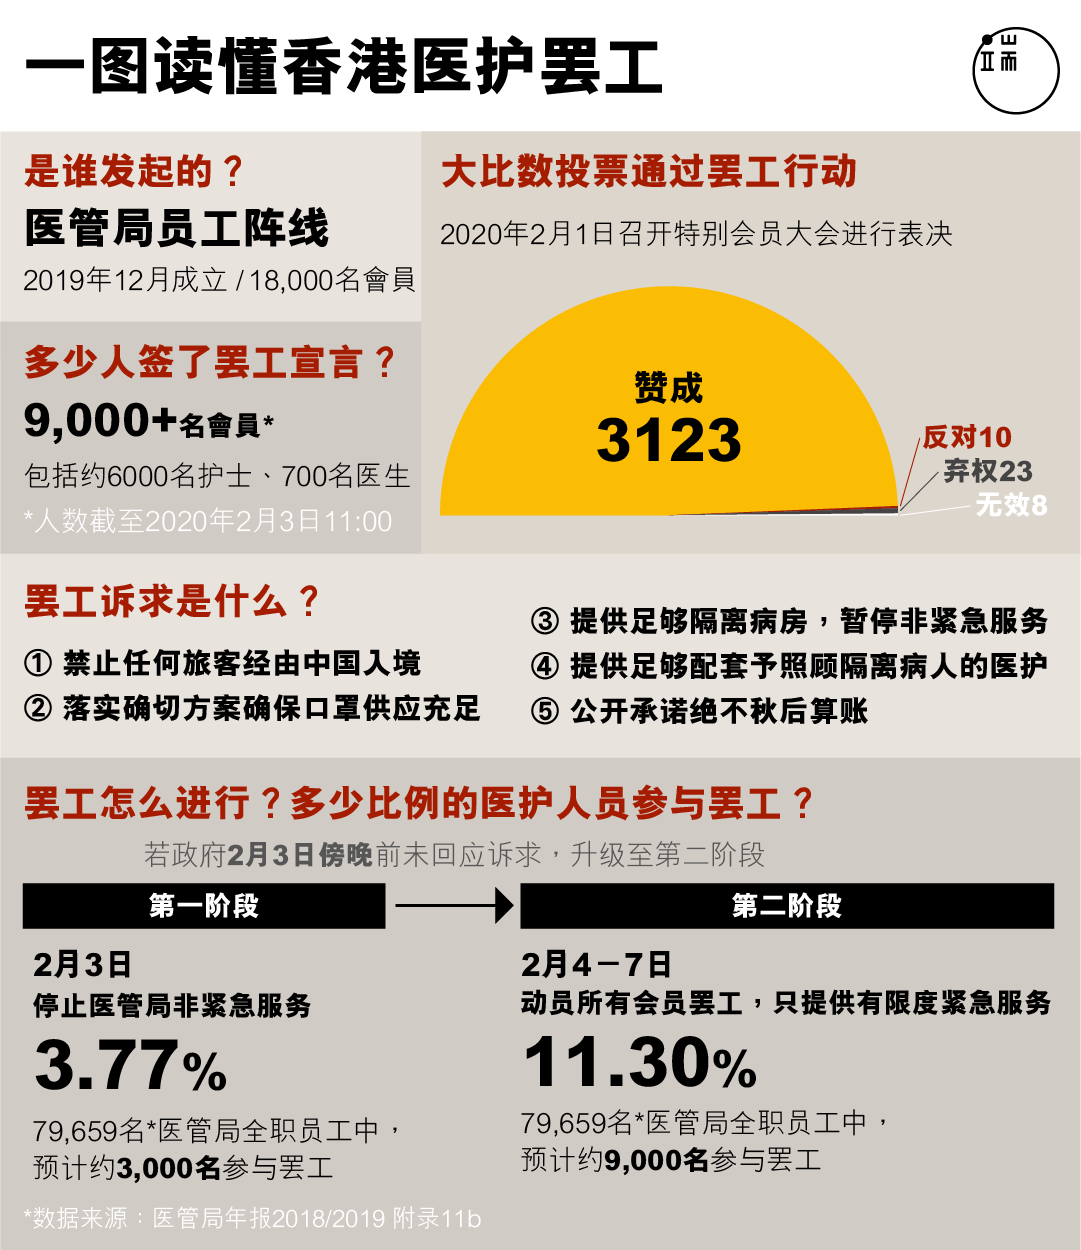 一图读懂香港医护罢工
端
是谁发起的？
医管局员工阵线
2019年12月成立 / 18,000名會員
多少人签了罢工宣言？
9,000+名會員*
包括约6000名护士、700名医生
*人数截至2020年2月3日11:00
大比数投票通过罢工行动
2020年2月1日召开特别会员大会进行表决
赞成
3123
反对10
弃权23
无效8
罢工诉求是什么？
① 禁止任何旅客经由中国入境
② 落实确切方案确保口罩供应充足
③ 提供足够隔离病房，暂停非紧急服务
④ 提供足够配套予照顾隔离病人的医护
⑤ 公开承诺绝不秋后算账
罢工怎么进行？多少比例的医护人员参与罢工？
若政府2月3日傍晚前未回应诉求，升级至第二阶段
第一阶段
2月3日
停止医管局非紧急服务
3.77%
79,659名*医管局全职员工中，
预计约3,000名参与罢工
第二阶段
2月4－7日
动员所有会员罢工，只提供有限度紧急服务
11.30%
79,659名*医管局全职员工中，
预计约9,000名参与罢工
*数据来源：医管局年报2018/2019 附录11b